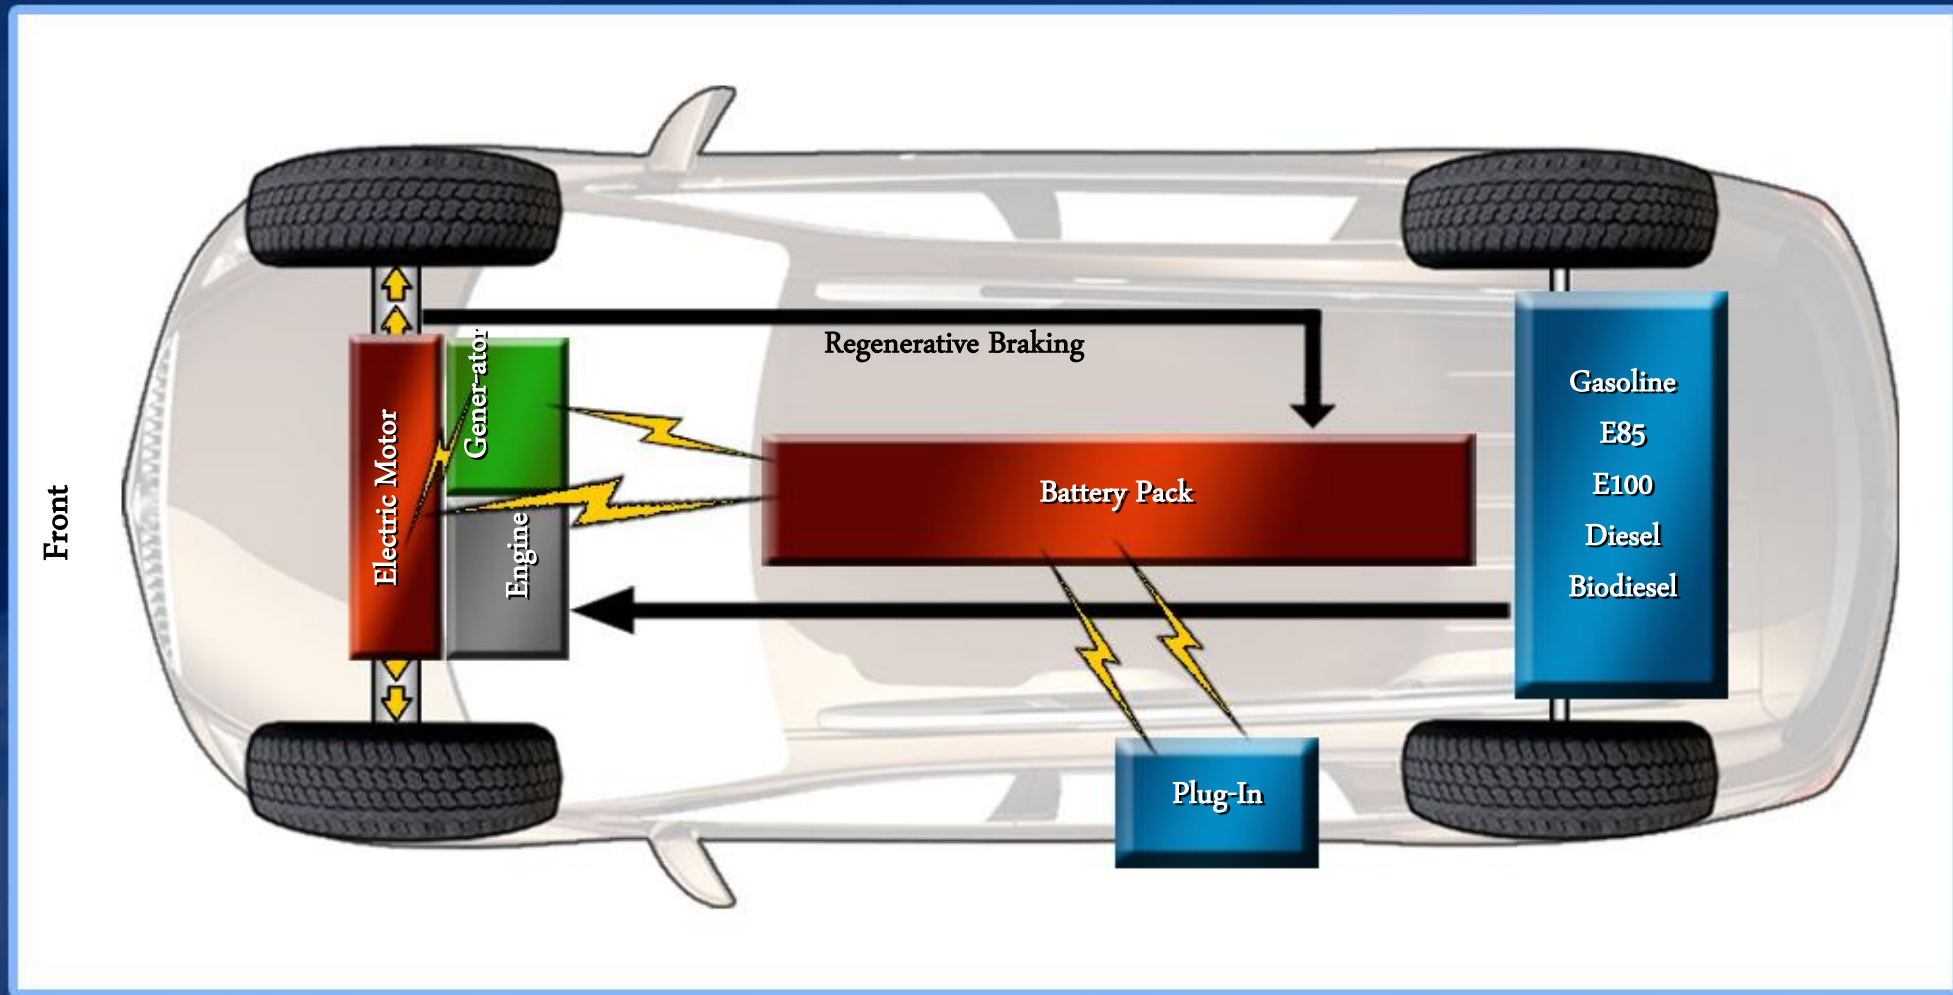 Front
Electric Motor
Gener-ator
Engine
Regenerative Braking
Battery Pack
Plug-In
Gasoline
E85
E100
Diesel
Biodiesel